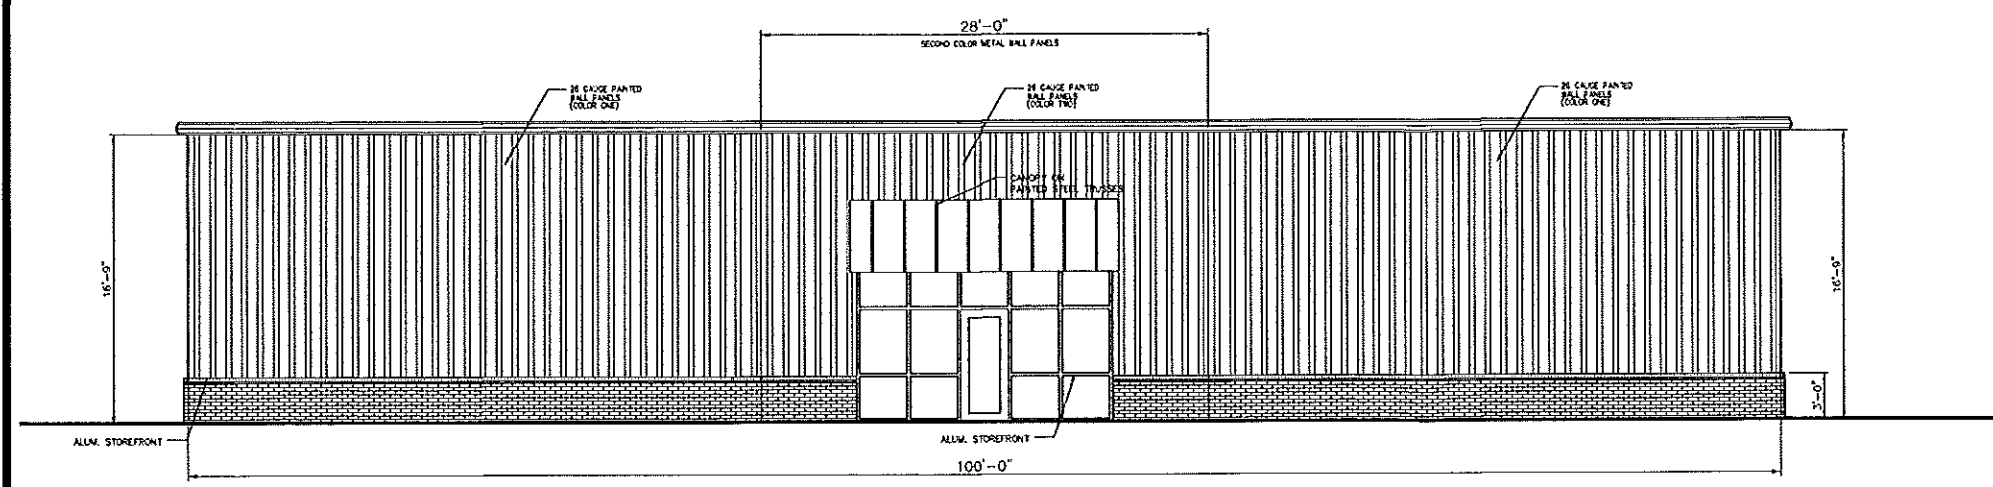 28'-0"
SECOND COLOR METAL WALL PANELS
26 GAUGE PAINTED
WALL PANELS
(COLOR ONE)
26 GAUGE PAINTED
WALL PANELS
(COLOR TWO)
26 GAUGE PAINTED
WALL PANELS
(COLOR ONE)
CANOPY ON
PAINTED STEEL TRUSSES
16'-9"
16'-9"
3'-0"
ALUM. STOREFRONT
ALUM. STOREFRONT
100'-0"